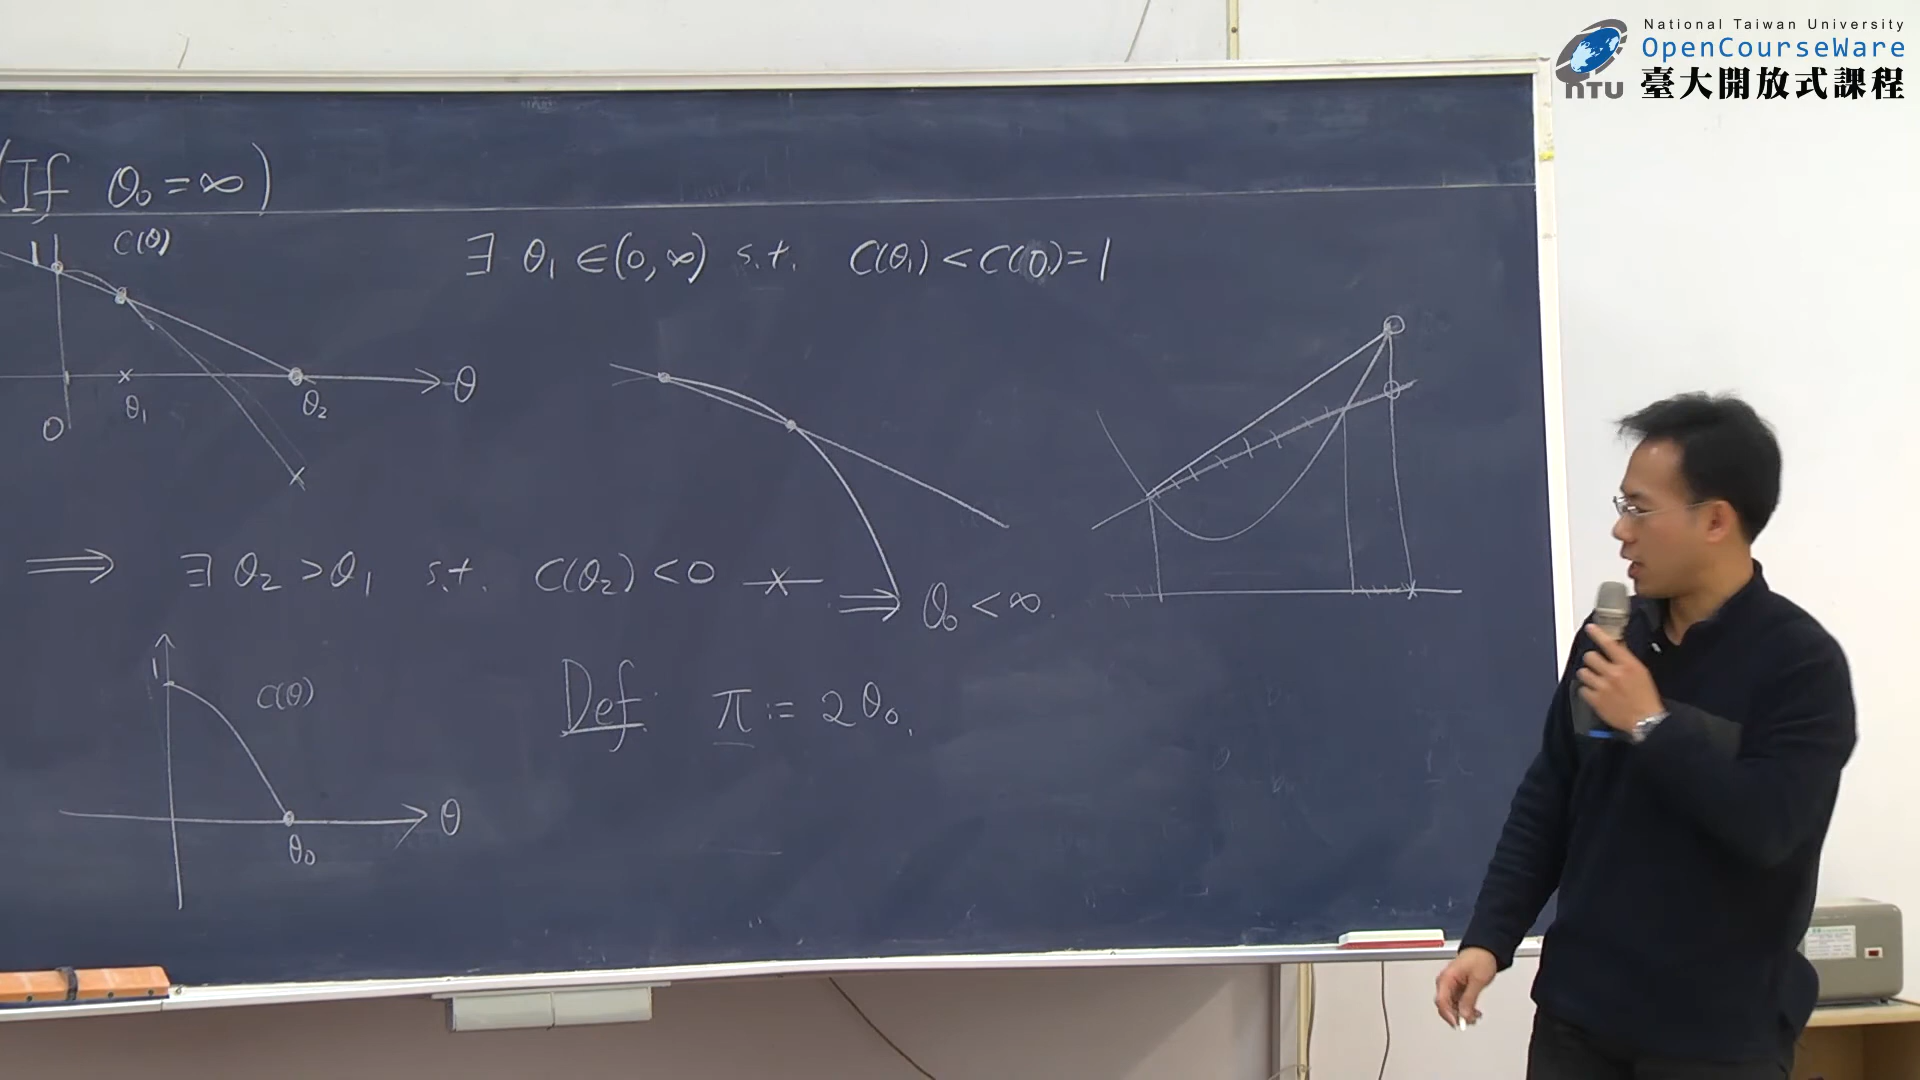 National Taiwan University
OpenCourseWare
臺大開放式課程
NTU
(If θ₀ = ∞)
1 C(θ)
∃ θ₁ ∈ (0, ∞) s.t. C(θ₁) < C(0) = 1
θ
0 θ₁ θ₂
⟹ ∃ θ₂ > θ₁ s.t. C(θ₂) < 0
⟹ θ₀ < ∞.
1 C(θ)
Def: π := 2θ₀.
θ
θ₀